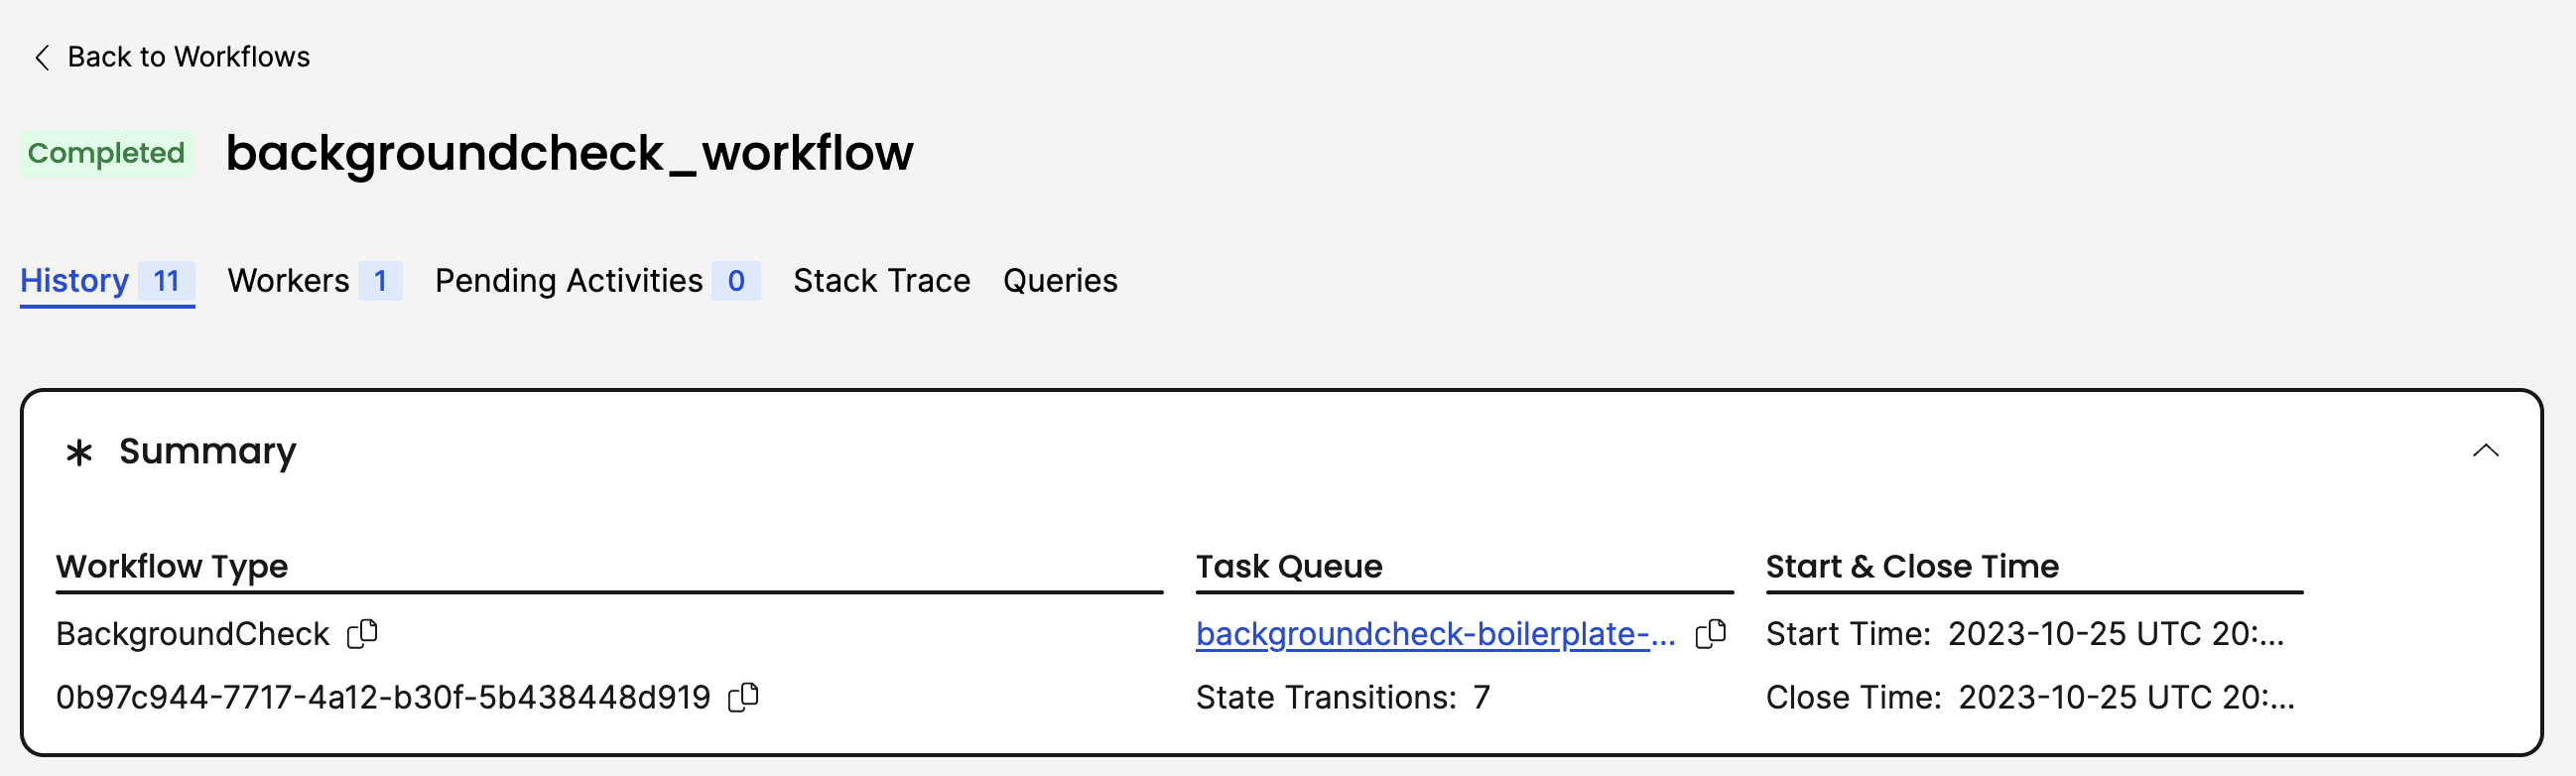 Back to Workflows
Completed backgroundcheck_workflow
History 11 Workers 1 Pending Activities 0 Stack Trace Queries
Summary
Workflow Type Task Queue Start & Close Time
BackgroundCheck backgroundcheck-boilerplate-... Start Time: 2023-10-25 UTC 20:...
0b97c944-7717-4a12-b30f-5b438448d919 State Transitions: 7 Close Time: 2023-10-25 UTC 20:...